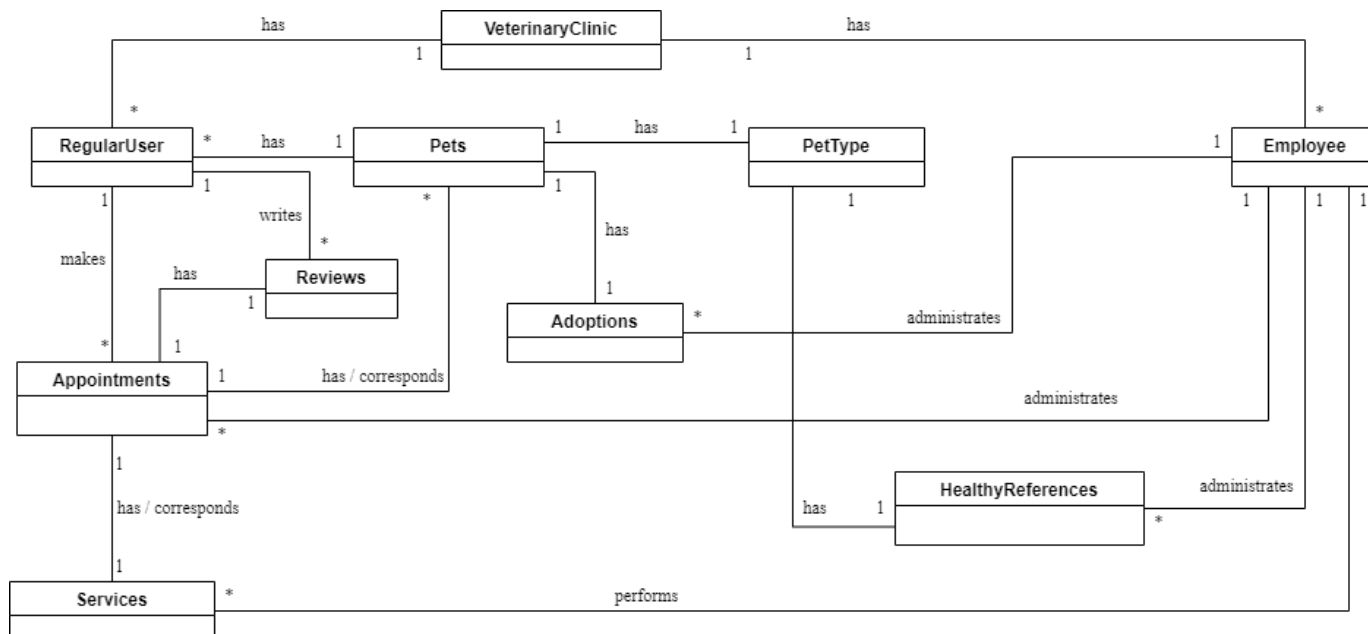 has
VeterinaryClinic
has
1
1
*
*
RegularUser
*
has
1
Pets
1
has
1
PetType
1
Employee
1
1
*
1
1
1
1
1
writes
has
makes
*
has
Reviews
1
1
Adoptions
*
administrates
*
1
Appointments
1
has / corresponds
administrates
*
1
HealthyReferences
administrates
has / corresponds
has
1
*
1
Services
*
performs